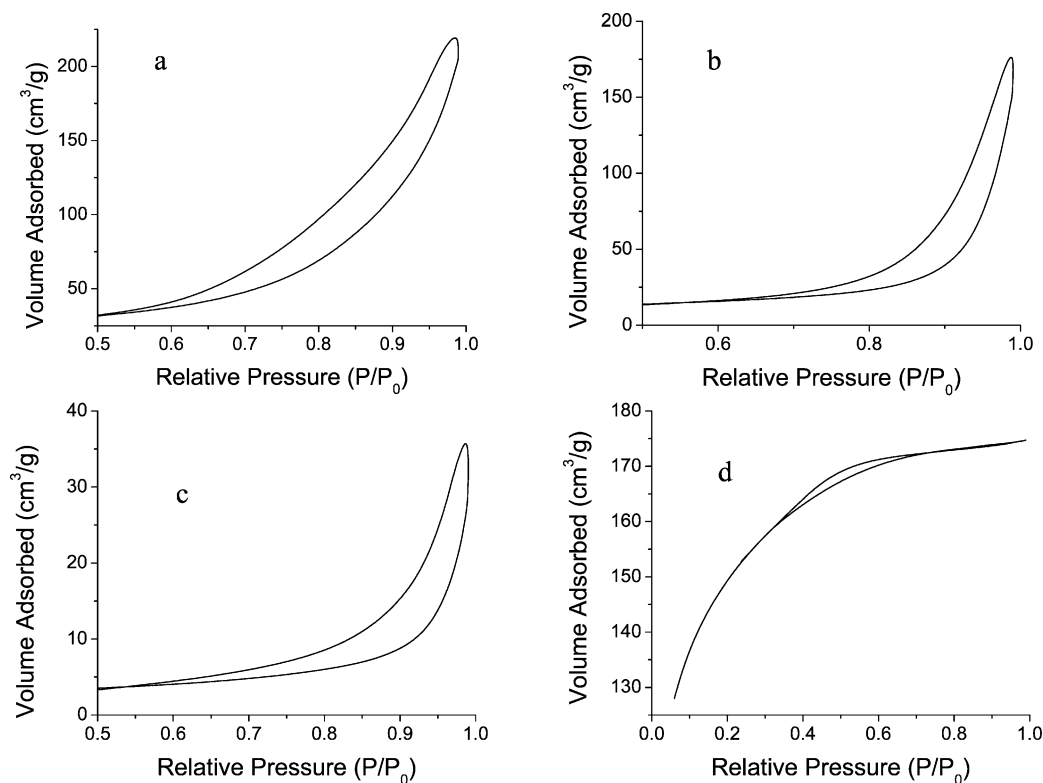 a
Volume Adsorbed (cm³/g)
200
150
100
50
0.5 0.6 0.7 0.8 0.9 1.0
Relative Pressure (P/P₀)
b
Volume Adsorbed (cm³/g)
200
150
100
50
0
0.6 0.8 1.0
Relative Pressure (P/P₀)
c
Volume Adsorbed (cm³/g)
40
30
20
10
0
0.5 0.6 0.7 0.8 0.9 1.0
Relative Pressure (P/P₀)
d
Volume Adsorbed (cm³/g)
180
170
160
150
140
130
0.0 0.2 0.4 0.6 0.8 1.0
Relative Pressure (P/P₀)